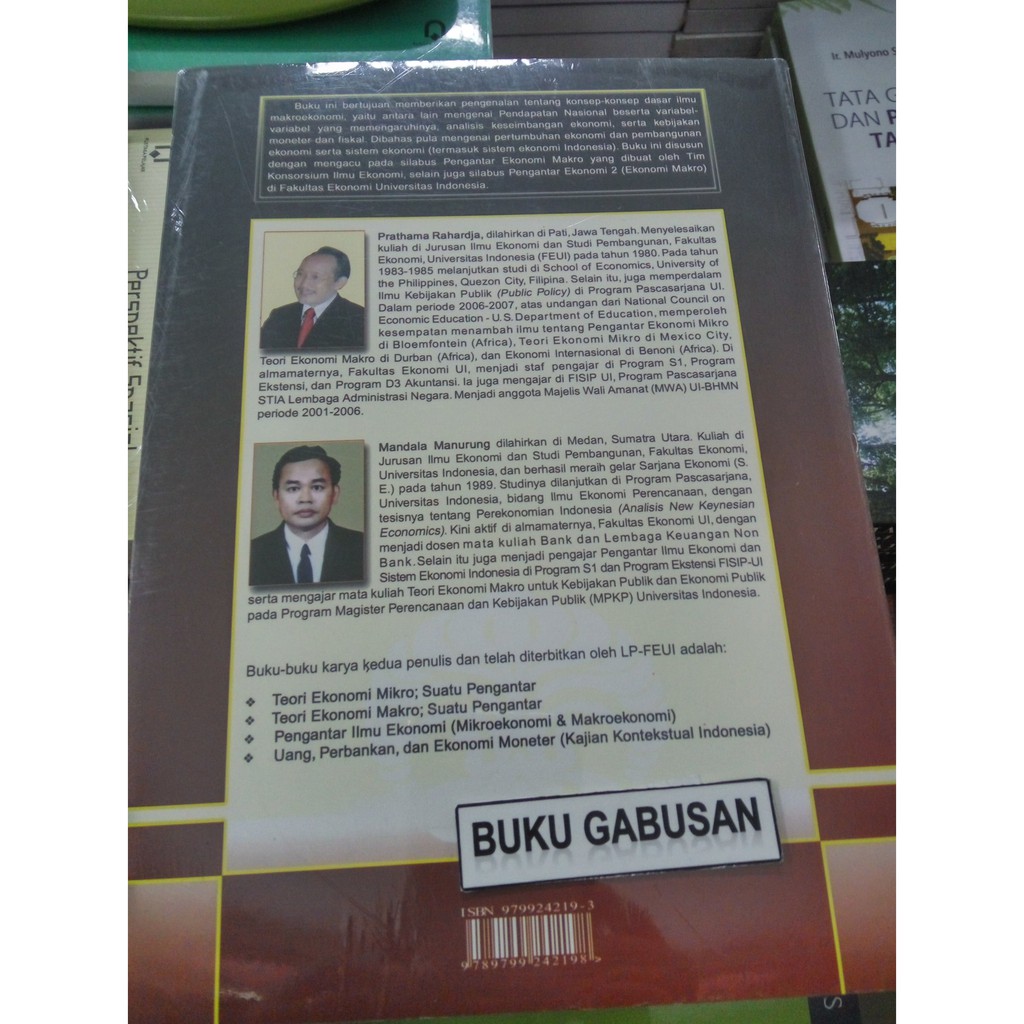 Q
Ir. Mulyono S
TATA G
DAN P
TA
Buku ini bertujuan memberikan pengenalan tentang konsep-konsep dasar ilmu
makroekonomi, yaitu antara lain mengenai Pendapatan Nasional beserta variabel-
variabel yang memengaruhinya, analisis keseimbangan ekonomi, serta kebijakan
moneter dan fiskal. Dibahas pula mengenai pertumbuhan ekonomi dan pembangunan
ekonomi serta sistem ekonomi (termasuk sistem ekonomi Indonesia). Buku ini disusun
dengan mengacu pada silabus Pengantar Ekonomi Makro yang dibuat oleh Tim
Konsorsium Ilmu Ekonomi, selain juga silabus Pengantar Ekonomi 2 (Ekonomi Makro)
di Fakultas Ekonomi Universitas Indonesia.
Prathama Rahardja, dilahirkan di Pati, Jawa Tengah. Menyelesaikan
kuliah di Jurusan Ilmu Ekonomi dan Studi Pembangunan, Fakultas
Ekonomi, Universitas Indonesia (FEUI) pada tahun 1980. Pada tahun
1983-1985 melanjutkan studi di School of Economics, University of
the Philippines, Quezon City, Filipina. Selain itu, juga memperdalam
Ilmu Kebijakan Publik (Public Policy) di Program Pascasarjana UI.
Dalam periode 2006-2007, atas undangan dari National Council on
Economic Education - U.S. Department of Education, memperoleh
kesempatan menambah ilmu tentang Pengantar Ekonomi Mikro
di Bloemfontein (Africa), Teori Ekonomi Mikro di Mexico City,
Teori Ekonomi Makro di Durban (Africa), dan Ekonomi Internasional di Benoni (Africa). Di
almamaternya, Fakultas Ekonomi UI, menjadi staf pengajar di Program S1, Program
Ekstensi, dan Program D3 Akuntansi. Ia juga mengajar di FISIP UI, Program Pascasarjana
STIA Lembaga Administrasi Negara. Menjadi anggota Majelis Wali Amanat (MWA) UI-BHMN
periode 2001-2006.
Mandala Manurung dilahirkan di Medan, Sumatra Utara. Kuliah di
Jurusan Ilmu Ekonomi dan Studi Pembangunan, Fakultas Ekonomi,
Universitas Indonesia, dan berhasil meraih gelar Sarjana Ekonomi (S.
E.) pada tahun 1989. Studinya dilanjutkan di Program Pascasarjana,
Universitas Indonesia, bidang Ilmu Ekonomi Perencanaan, dengan
tesisnya tentang Perekonomian Indonesia (Analisis New Keynesian
Economics). Kini aktif di almamaternya, Fakultas Ekonomi UI, dengan
menjadi dosen mata kuliah Bank dan Lembaga Keuangan Non
Bank. Selain itu juga menjadi pengajar Pengantar Ilmu Ekonomi dan
Sistem Ekonomi Indonesia di Program S1 dan Program Ekstensi FISIP-UI
serta mengajar mata kuliah Teori Ekonomi Makro untuk Kebijakan Publik dan Ekonomi Publik
pada Program Magister Perencanaan dan Kebijakan Publik (MPKP) Universitas Indonesia.
Buku-buku karya kedua penulis dan telah diterbitkan oleh LP-FEUI adalah:
❖ Teori Ekonomi Mikro; Suatu Pengantar
❖ Teori Ekonomi Makro; Suatu Pengantar
❖ Pengantar Ilmu Ekonomi (Mikroekonomi & Makroekonomi)
❖ Uang, Perbankan, dan Ekonomi Moneter (Kajian Kontekstual Indonesia)
BUKU GABUSAN
ISBN 979924219-3
9789799242198>
S